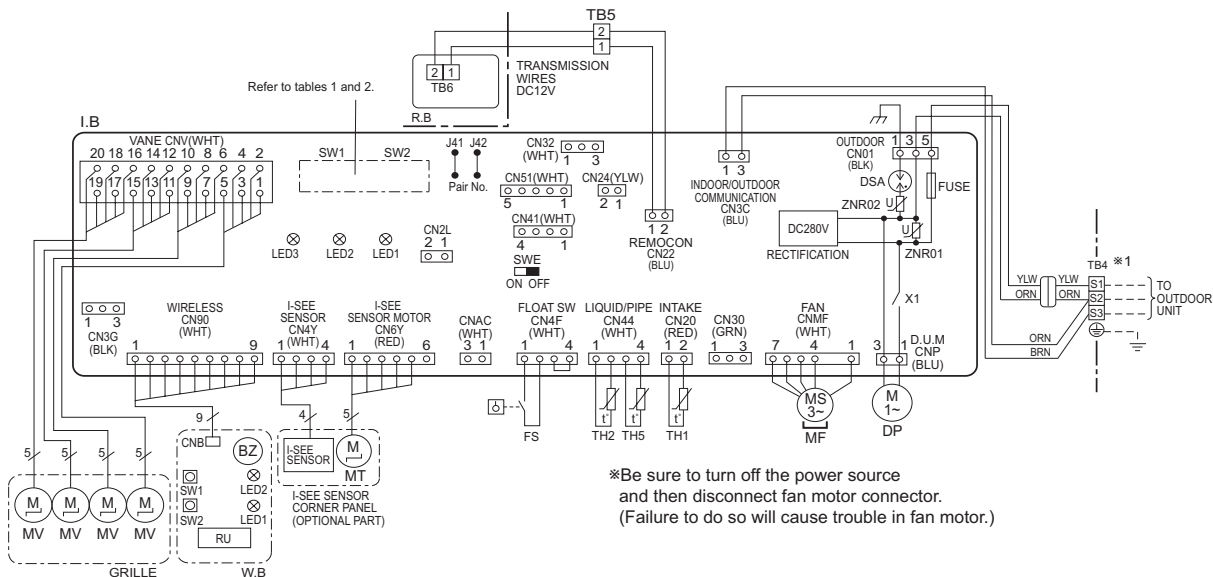 TB5
2
1
2 1
TB6
TRANSMISSION
WIRES
DC12V
R.B
Refer to tables 1 and 2.
I.B
VANE CNV(WHT)
20 18 16 14 12 10 8 6 4 2
19 17 15 13 11 9 7 5 3 1
SW1 SW2
J41 J42
Pair No.
CN32
(WHT)
1 3
CN51(WHT)
5 1
CN24(YLW)
2 1
CN41(WHT)
4 1
1 2
REMOCON
CN22
(BLU)
1 3
INDOOR/OUTDOOR
COMMUNICATION
CN3C
(BLU)
OUTDOOR
CN01
(BLK)
1 3 5
DSA
FUSE
ZNR02
U
U
ZNR01
DC280V
RECTIFICATION
X1
LED3 LED2 LED1
CN2L
2 1
SWE
ON OFF
1 3
CN3G
(BLK)
WIRELESS
CN90
(WHT)
1 9
I-SEE
SENSOR
CN4Y
(WHT)
1 4
I-SEE
SENSOR MOTOR
CN6Y
(RED)
1 6
CNAC
(WHT)
3 1
FLOAT SW
CN4F
(WHT)
1 4
LIQUID/PIPE
CN44
(WHT)
1 4
INTAKE
CN20
(RED)
1 2
CN30
(GRN)
1 3
FAN
CNMF
(WHT)
7 4 1
D.U.M
CNP
(BLU)
3 1
TB4 ※1
YLW YLW S1
ORN ORN S2
S3
TO
OUTDOOR
UNIT
ORN
BRN
5 5 5 5
M M M M
MV MV MV MV
GRILLE
9
CNB
BZ
SW1
SW2
LED2
LED1
RU
W.B
4
I-SEE
SENSOR
5
M
MT
I-SEE SENSOR
CORNER PANEL
(OPTIONAL PART)
FS
t° t° t°
TH2 TH5 TH1
MS
3~
MF
M
1~
DP
※Be sure to turn off the power source
and then disconnect fan motor connector.
(Failure to do so will cause trouble in fan motor.)